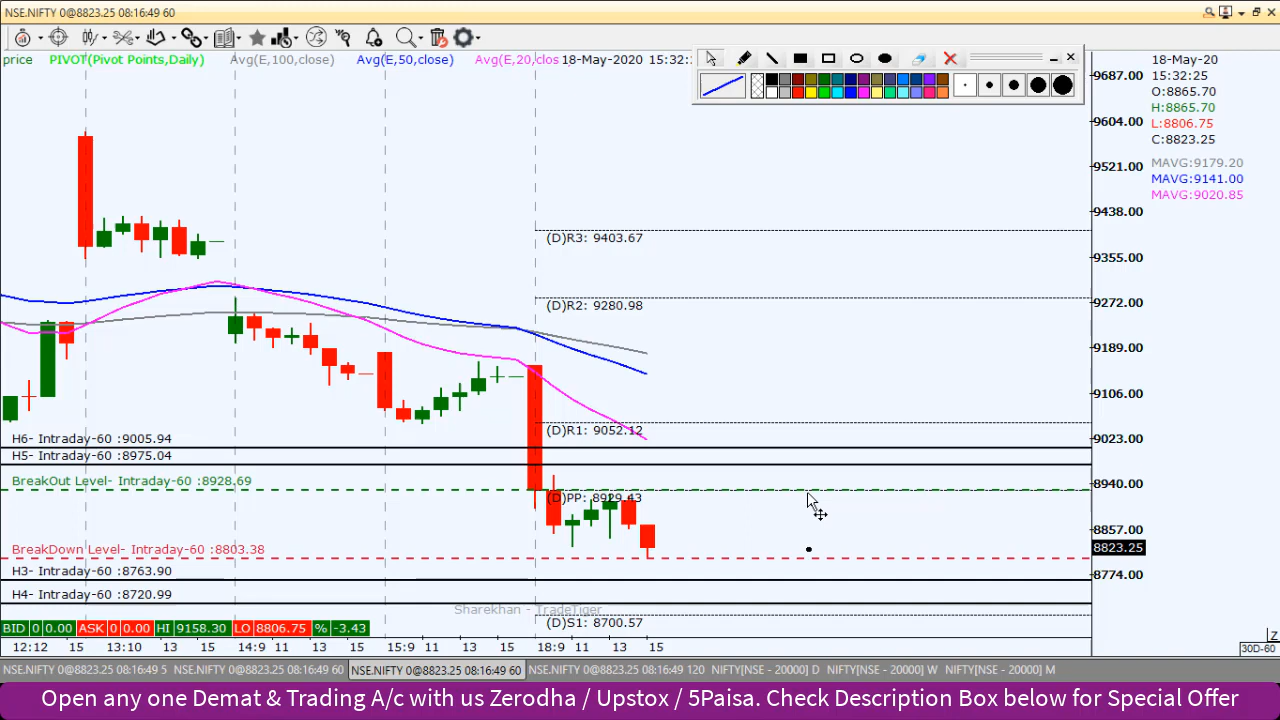 NSE.NIFTY 0@8823.25 08:16:49 60
price PIVOT(Pivot Points,Daily) Avg(E,100,close) Avg(E,50,close) Avg(E,20,clos 18-May-2020 15:32:
18-May-20
15:32:25
O:8865.70
H:8865.70
L:8806.75
C:8823.25
MAVG:9179.20
MAVG:9141.00
MAVG:9020.85
9687.00
9604.00
9521.00
9438.00
9355.00
9272.00
9189.00
9106.00
9023.00
8940.00
8857.00
8823.25
8774.00
(D)R3: 9403.67
(D)R2: 9280.98
(D)R1: 9052.12
H6- Intraday-60 :9005.94
H5- Intraday-60 :8975.04
BreakOut Level- Intraday-60 :8928.69
(D)PP: 8929.43
BreakDown Level- Intraday-60 :8803.38
H3- Intraday-60 :8763.90
H4- Intraday-60 :8720.99
Sharekhan - TradeTiger
(D)S1: 8700.57
BID 0 0.00 ASK 0 0.00 HI 9158.30 LO 8806.75 % -3.43
Z
12:12 15 13:10 13 15 14:9 11 13 15 15:9 11 13 15 18:9 11 13 15
30D-60
NSE.NIFTY 0@8823.25 08:16:49 5 NSE.NIFTY 0@8823.25 08:16:49 60 NSE.NIFTY 0@8823.25 08:16:49 60 NSE.NIFTY 0@8823.25 08:16:49 120 NIFTY[NSE - 20000] D NIFTY[NSE - 20000] W NIFTY[NSE - 20000] M
Open any one Demat & Trading A/c with us Zerodha / Upstox / 5Paisa. Check Description Box below for Special Offer